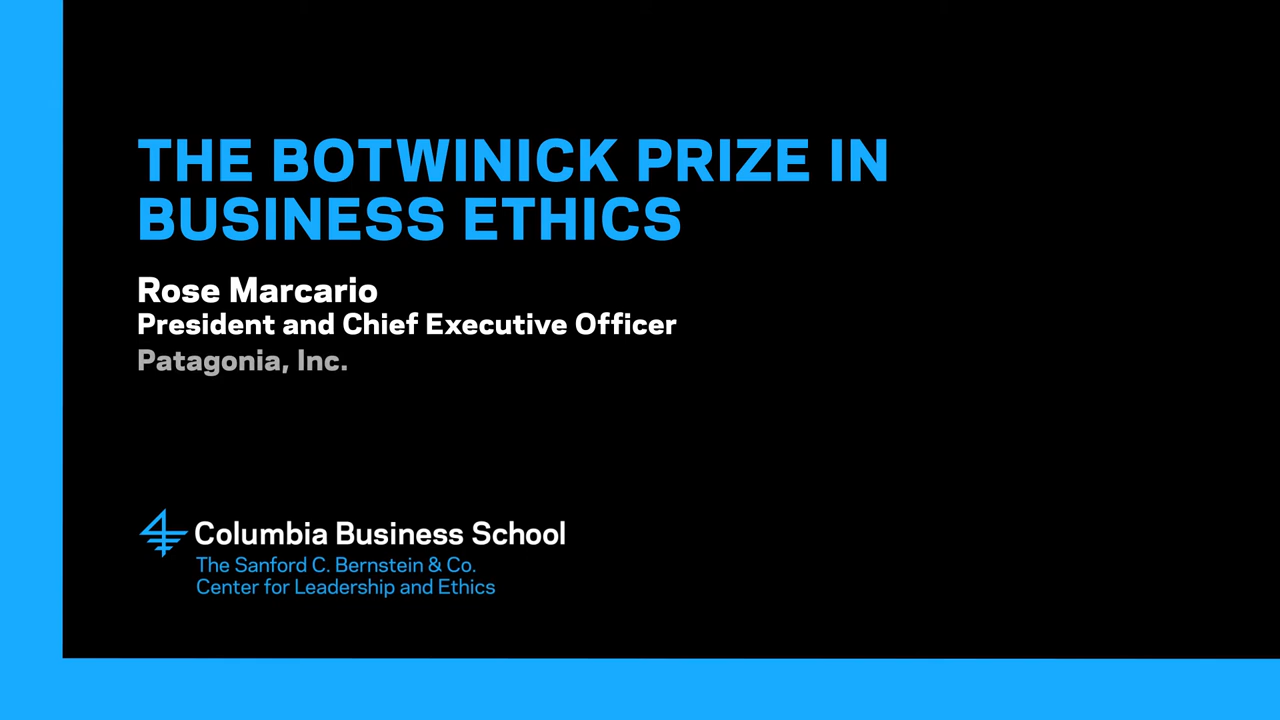 THE BOTWINICK PRIZE IN
BUSINESS ETHICS
Rose Marcario
President and Chief Executive Officer
Patagonia, Inc.
Columbia Business School
The Sanford C. Bernstein & Co.
Center for Leadership and Ethics